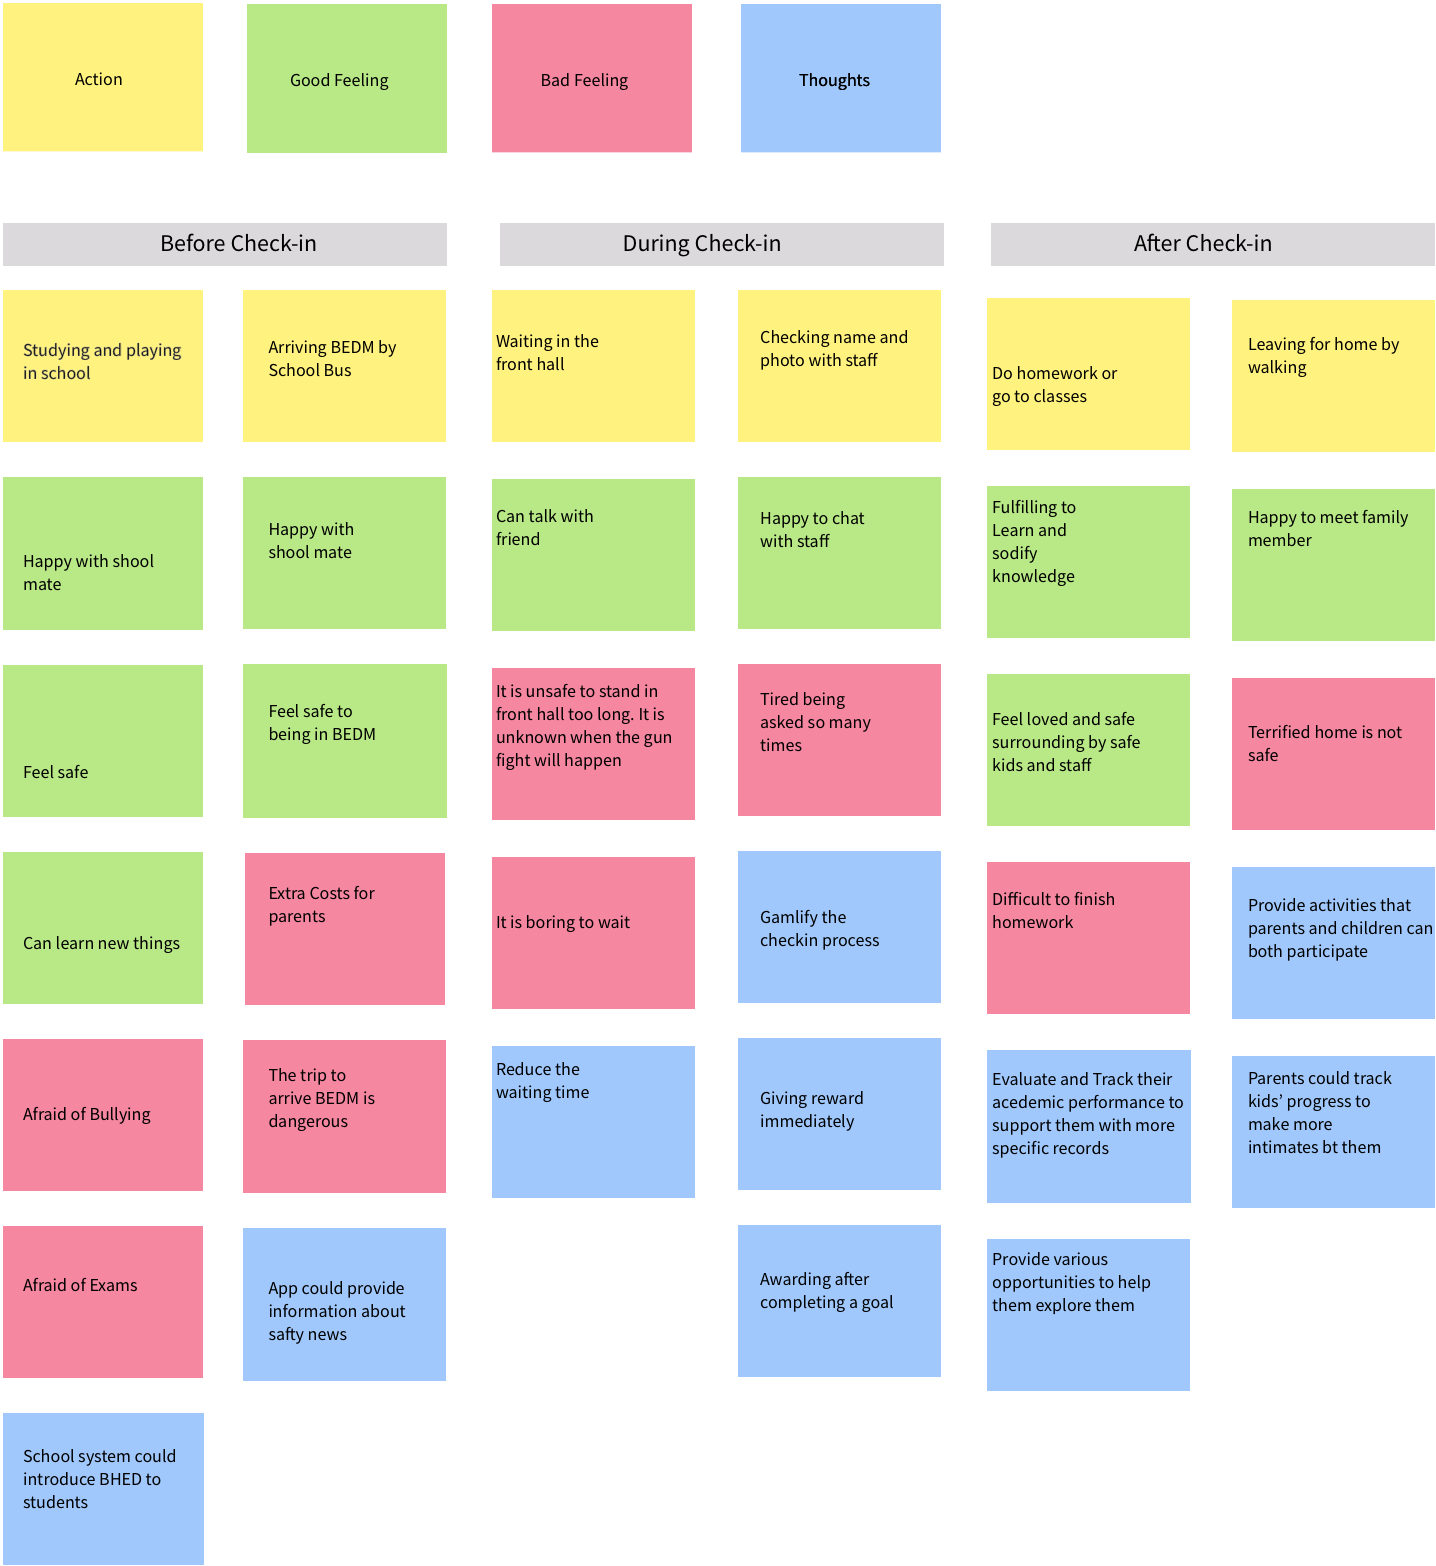 Action
Good Feeling
Bad Feeling
Thoughts
Before Check-in
During Check-in
After Check-in
Studying and playing
in school
Happy with shool
mate
Feel safe
Can learn new things
Afraid of Bullying
Afraid of Exams
School system could
introduce BHED to
students
Arriving BEDM by
School Bus
Happy with
shool mate
Feel safe to
being in BEDM
Extra Costs for
parents
The trip to
arrive BEDM is
dangerous
App could provide
information about
safty news
Waiting in the
front hall
Can talk with
friend
It is unsafe to stand in
front hall too long. It is
unknown when the gun
fight will happen
It is boring to wait
Reduce the
waiting time
Checking name and
photo with staff
Happy to chat
with staff
Tired being
asked so many
times
Gamlify the
checkin process
Giving reward
immediately
Awarding after
completing a goal
Do homework or
go to classes
Fulfilling to
Learn and
sodify
knowledge
Feel loved and safe
surrounding by safe
kids and staff
Difficult to finish
homework
Evaluate and Track their
acedemic performance to
support them with more
specific records
Provide various
opportunities to help
them explore them
Leaving for home by
walking
Happy to meet family
member
Terrified home is not
safe
Provide activities that
parents and children can
both participate
Parents could track
kids’ progress to
make more
intimates bt them